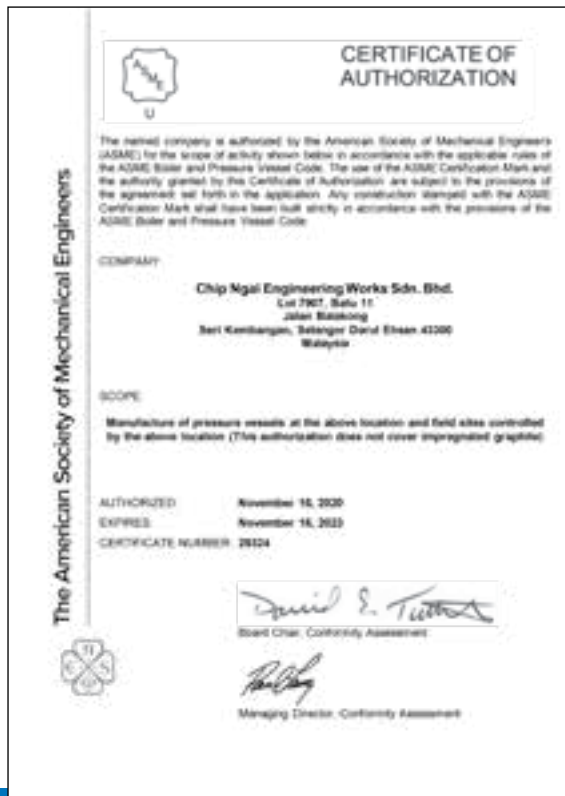 CERTIFICATE OF
AUTHORIZATION
ASME
U
The named company is authorized by the American Society of Mechanical Engineers
(ASME) for the scope of activity shown below in accordance with the applicable rules of
the ASME Boiler and Pressure Vessel Code. The use of the ASME Certification Mark and
the authority granted by this Certificate of Authorization are subject to the provisions of
the agreement set forth in the application. Any construction stamped with the ASME
Certification Mark shall have been built strictly in accordance with the provisions of the
ASME Boiler and Pressure Vessel Code.
COMPANY:
Chip Ngai Engineering Works Sdn. Bhd.
Lot 7907, Batu 11
Jalan Balakong
Seri Kembangan, Selangor Darul Ehsan 43300
Malaysia
SCOPE:
Manufacture of pressure vessels at the above location and field sites controlled
by the above location (This authorization does not cover impregnated graphite)
AUTHORIZED: November 16, 2020
EXPIRES: November 16, 2023
CERTIFICATE NUMBER:
David E. Tuttle
Board Chair, Conformity Assessment
Managing Director, Conformity Assessment
The American Society of Mechanical Engineers